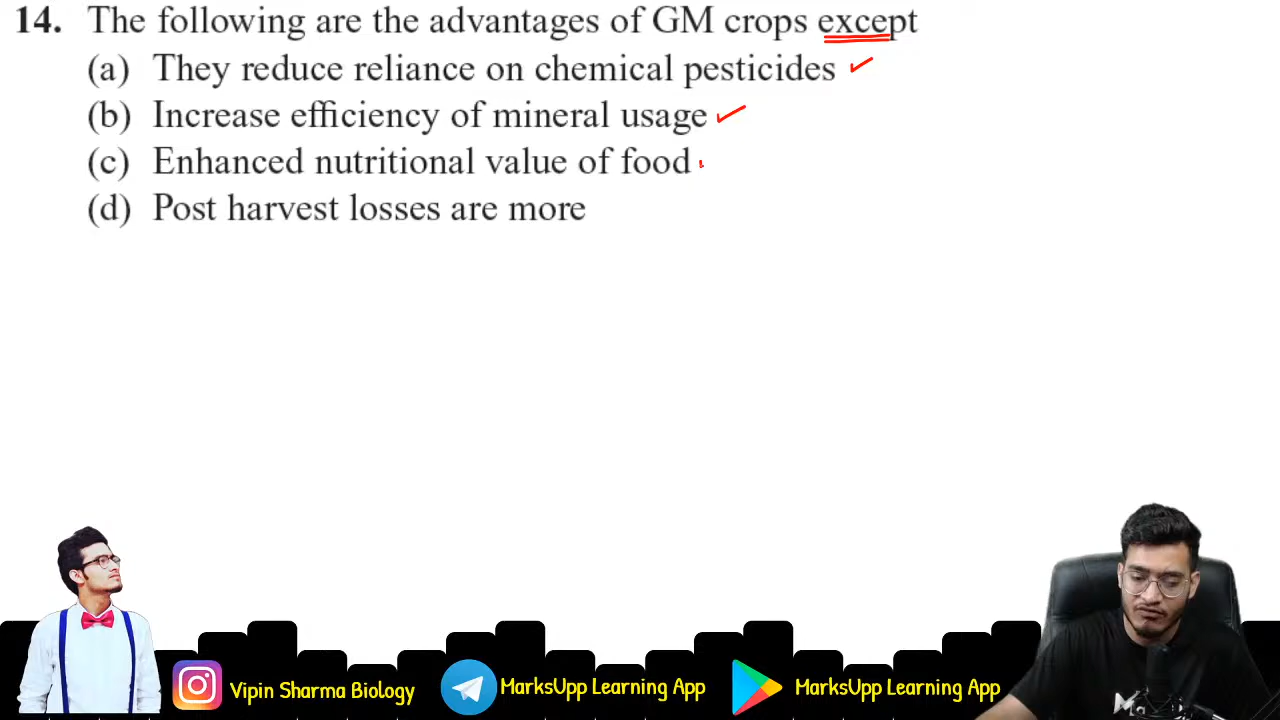 14. The following are the advantages of GM crops except
(a) They reduce reliance on chemical pesticides
(b) Increase efficiency of mineral usage
(c) Enhanced nutritional value of food
(d) Post harvest losses are more
Vipin Sharma Biology
MarksUpp Learning App
MarksUpp Learning App